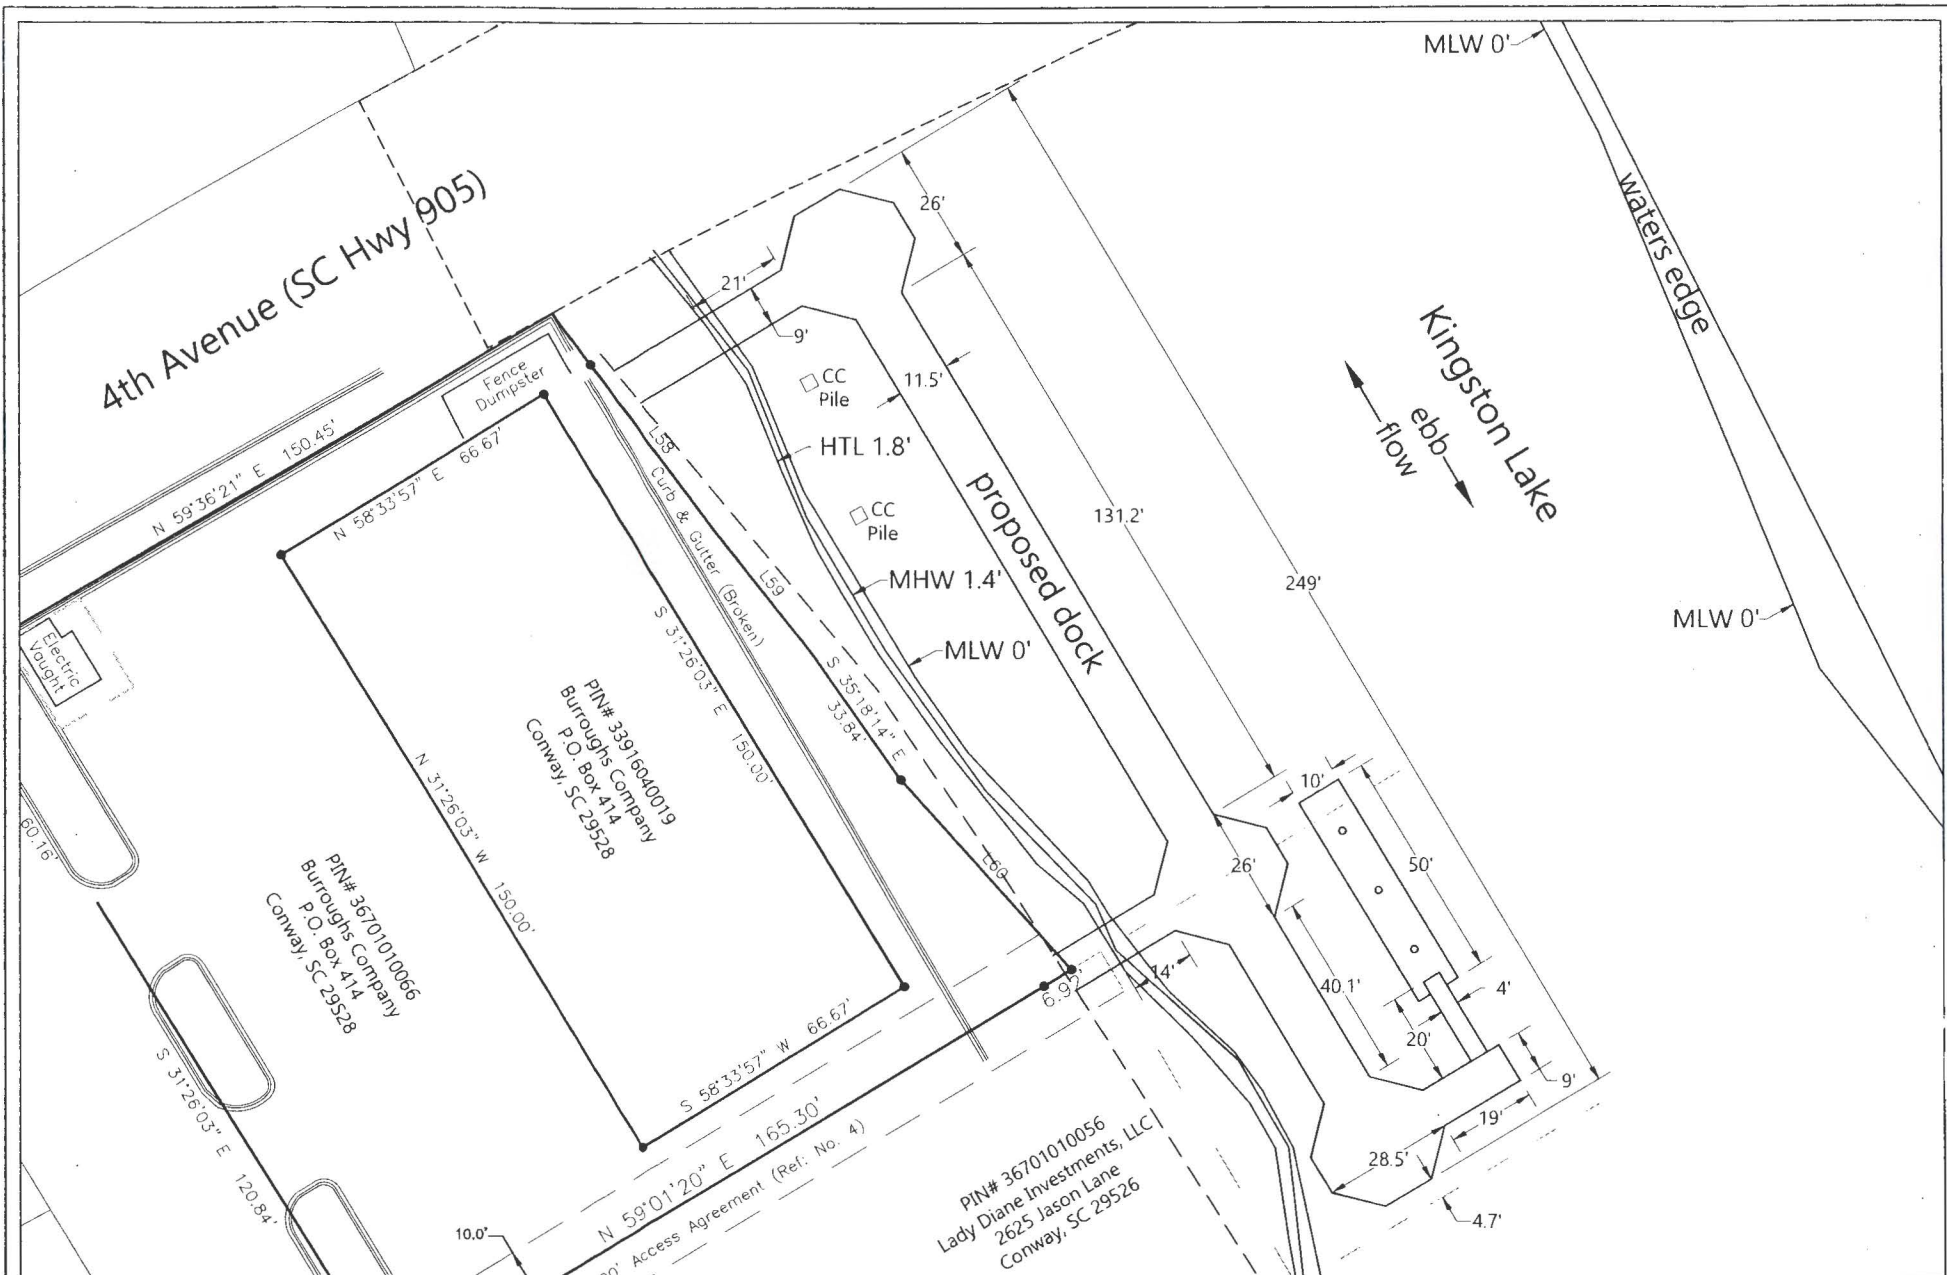 MLW 0'
4th Avenue (SC Hwy 905)
26'
21'
9'
waters edge
Kingston Lake
ebb
flow
Fence
Dumpster
CC
Pile
11.5'
HTL 1.8'
N 59°36'21" E 150.45'
N 58°33'57" E 66.67'
L58
Curb & Gutter (Broken)
CC
Pile
proposed dock
131.2'
249'
L59
MHW 1.4'
MLW 0'
MLW 0'
Electric
Vaught
S 31°26'03" E 150.00'
S 35°18'14" E
33.84'
PIN# 33916040019
Burroughs Company
P.O. Box 414
Conway, SC 29528
N 31°26'03" W 150.00'
60.16'
PIN# 36701010066
Burroughs Company
P.O. Box 414
Conway, SC 29528
L60
10'
50'
26'
40.1'
20'
4'
14'
9'
19'
28.5'
4.7'
S 31°26'03" E 120.84'
S 58°33'57" W 66.67'
N 59°01'20" E 165.30'
Access Agreement (Ref: No. 4)
10.0'
PIN# 36701010056
Lady Diane Investments, LLC
2625 Jason Lane
Conway, SC 29526